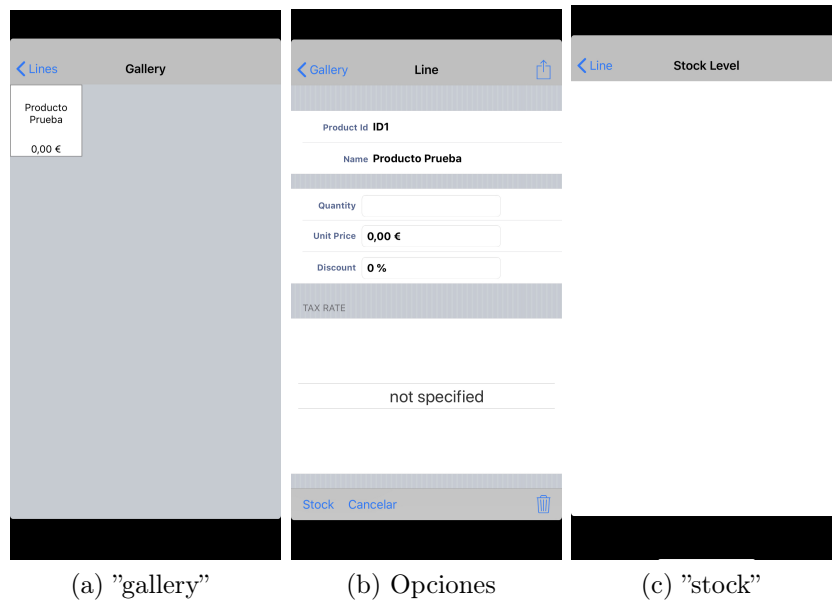 Lines
Gallery
Producto
Prueba
0,00 €
Gallery
Line
Product Id ID1
Name Producto Prueba
Quantity
Unit Price 0,00 €
Discount 0 %
TAX RATE
not specified
Stock Cancelar
Line
Stock Level
(a) ”gallery”
(b) Opciones
(c) ”stock”